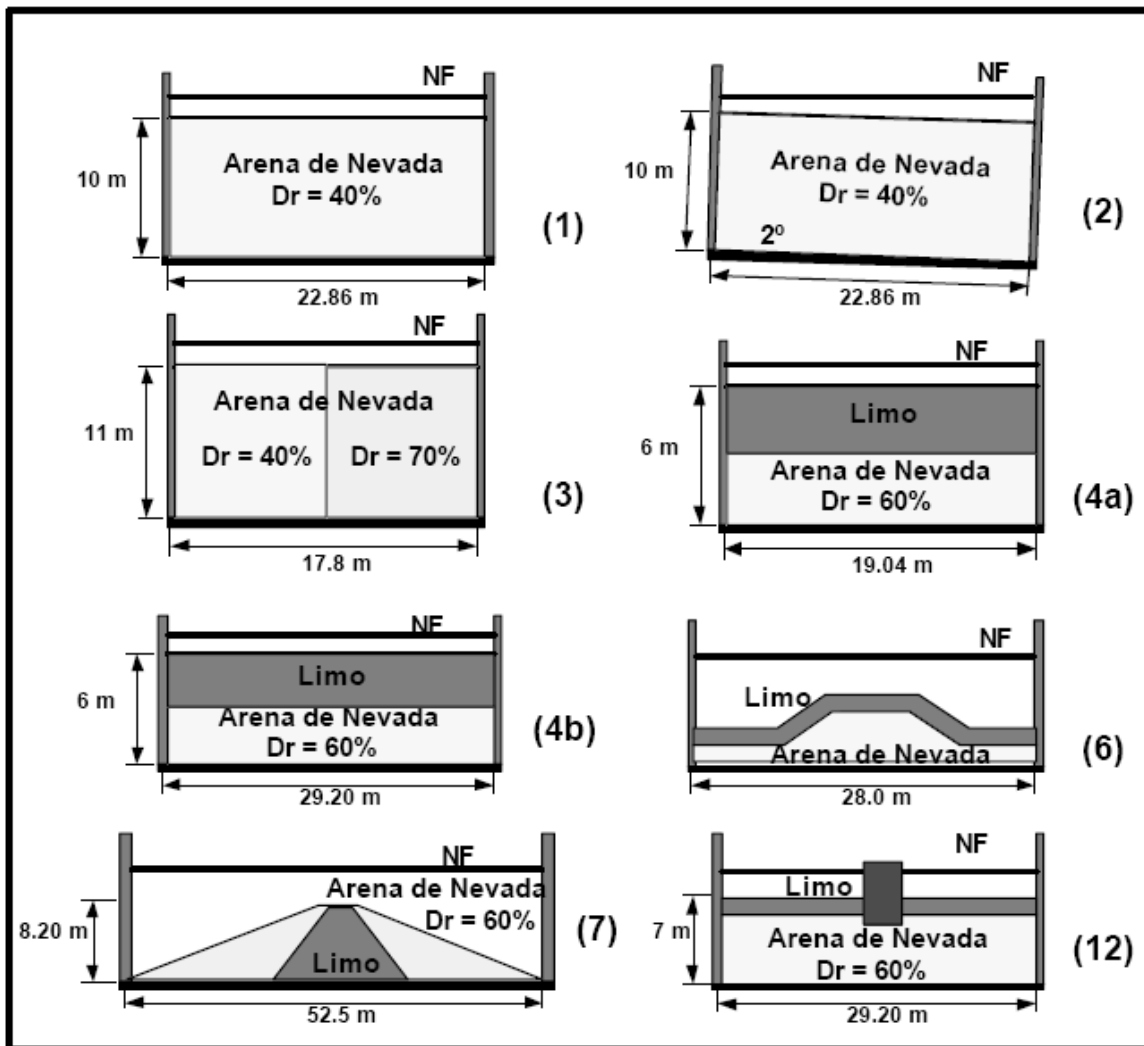 NF
Arena de Nevada
Dr = 40%
10 m
22.86 m
(1)
NF
Arena de Nevada
Dr = 40%
10 m
2º
22.86 m
(2)
NF
Arena de Nevada
Dr = 40%
Dr = 70%
11 m
17.8 m
(3)
NF
Limo
Arena de Nevada
Dr = 60%
6 m
19.04 m
(4a)
NF
Limo
Arena de Nevada
Dr = 60%
6 m
29.20 m
(4b)
NF
Limo
Arena de Nevada
28.0 m
(6)
NF
Arena de Nevada
Dr = 60%
Limo
8.20 m
52.5 m
(7)
NF
Limo
Arena de Nevada
Dr = 60%
7 m
29.20 m
(12)